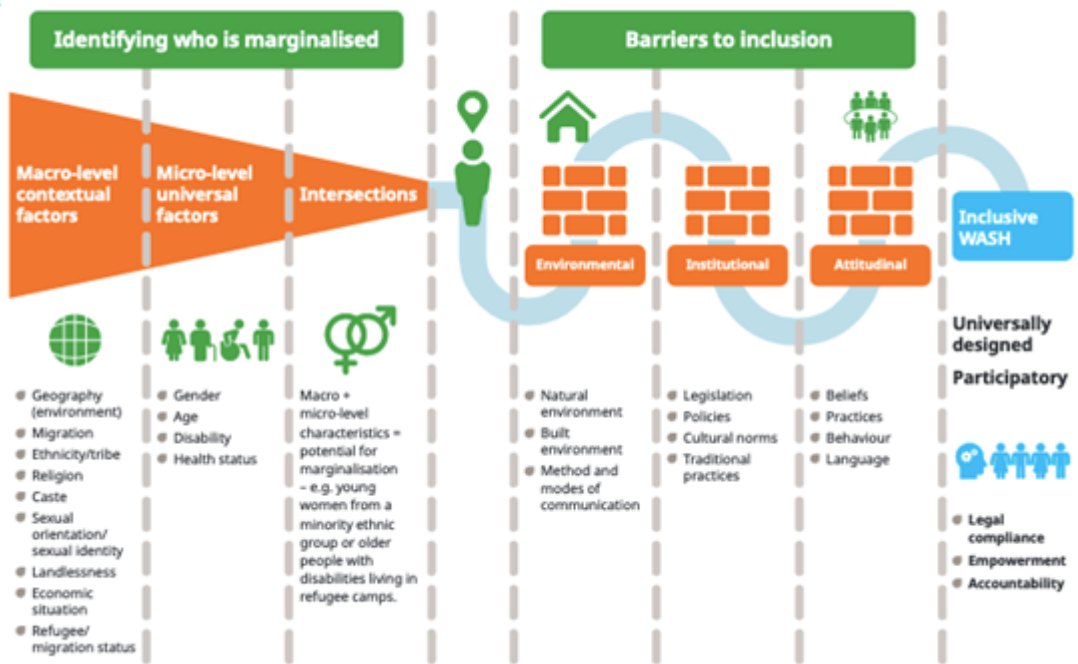 Identifying who is marginalised
Barriers to inclusion
Macro-level
contextual
factors
Micro-level
universal
factors
Intersections
Environmental
Institutional
Attitudinal
Inclusive
WASH
Geography
(environment)
Migration
Ethnicity/tribe
Religion
Caste
Sexual
orientation/
sexual identity
Landlessness
Economic
situation
Refugee/
migration status
Gender
Age
Disability
Health status
Macro +
micro-level
characteristics =
potential for
marginalisation
– e.g. young
women from a
minority ethnic
group or older
people with
disabilities living in
refugee camps.
Natural
environment
Built
environment
Method and
modes of
communication
Legislation
Policies
Cultural norms
Traditional
practices
Beliefs
Practices
Behaviour
Language
Universally
designed
Participatory
Legal
compliance
Empowerment
Accountability